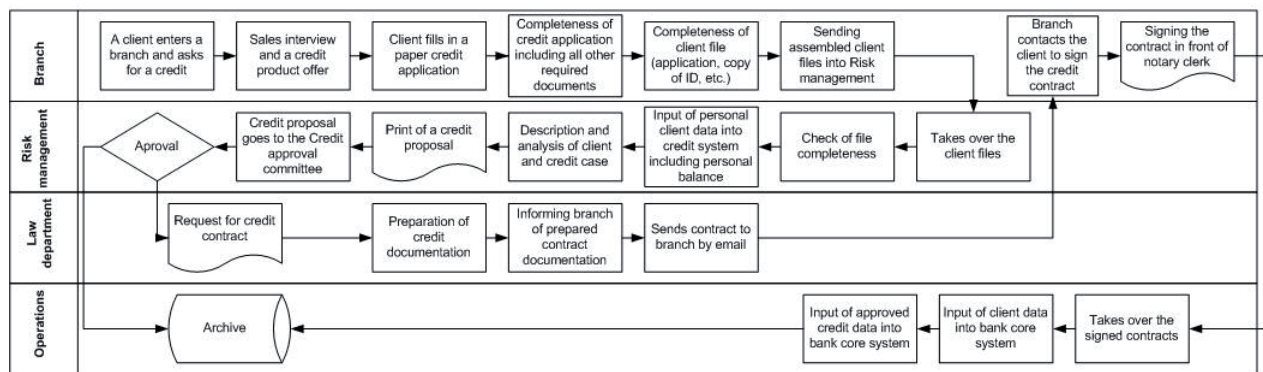 Branch
A client enters a
branch and asks
for a credit
Sales interview
and a credit
product offer
Client fills in a
paper credit
application
Completeness of
credit application
including all other
required
documents
Completeness of
client file
(application, copy
of ID, etc.)
Sending
assembled client
files into Risk
management
Branch
contacts the
client to sign
the credit
contract
Signing the
contract in front of
notary clerk
Risk
management
Aproval
Credit proposal
goes to the Credit
approval
committee
Print of a credit
proposal
Description and
analysis of client
and credit case
Input of personal
client data into
credit system
including personal
balance
Check of file
completeness
Takes over the
client files
Law
department
Request for credit
contract
Preparation of
credit
documentation
Informing branch
of prepared
contract
documentation
Sends contract to
branch by email
Operations
Archive
Input of approved
credit data into
bank core system
Input of client data
into bank core
system
Takes over the
signed contracts